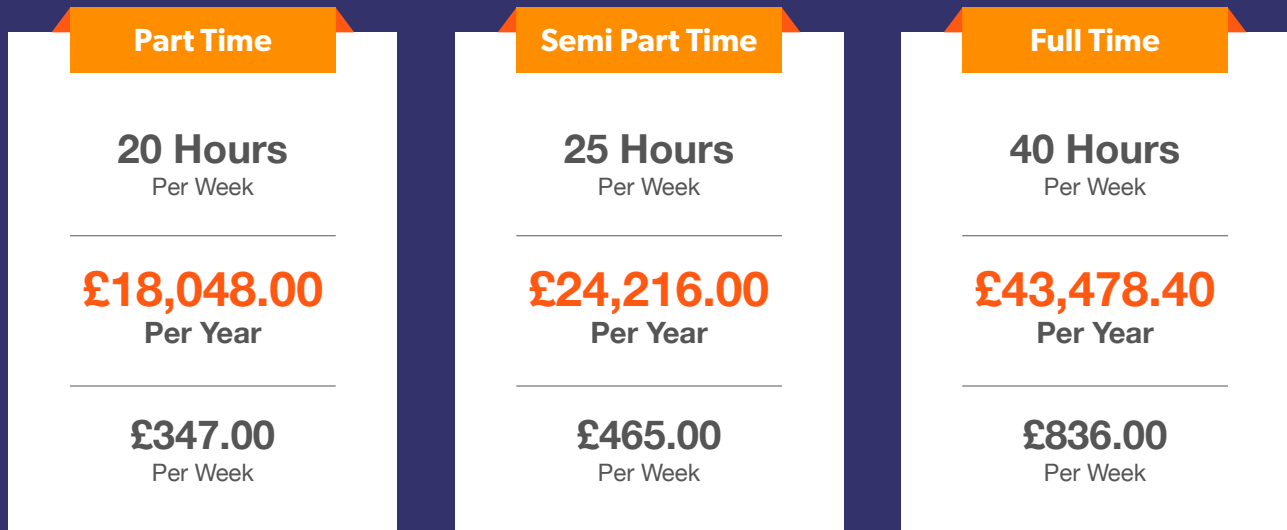 Part Time
20 Hours
Per Week
£18,048.00
Per Year
£347.00
Per Week
Semi Part Time
25 Hours
Per Week
£24,216.00
Per Year
£465.00
Per Week
Full Time
40 Hours
Per Week
£43,478.40
Per Year
£836.00
Per Week